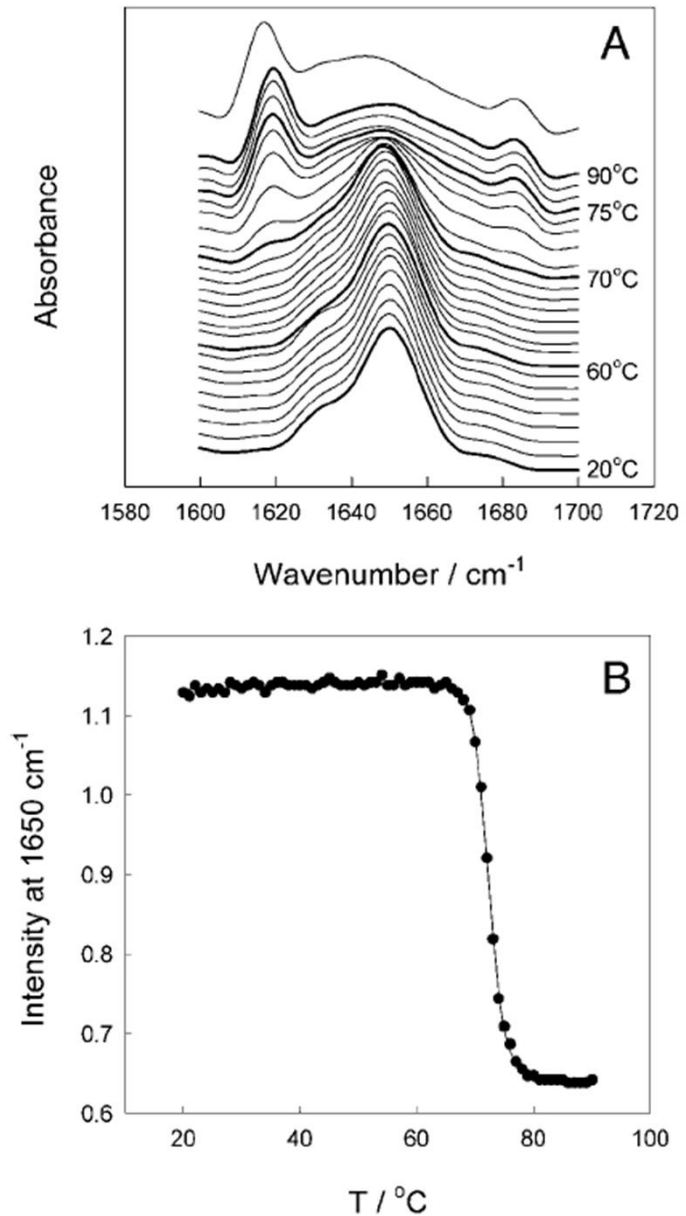 A
Absorbance
90°C
75°C
70°C
60°C
20°C
1580 1600 1620 1640 1660 1680 1700 1720
Wavenumber / cm-1
B
Intensity at 1650 cm-1
1.2
1.1
1.0
0.9
0.8
0.7
0.6
20 40 60 80 100
T / °C